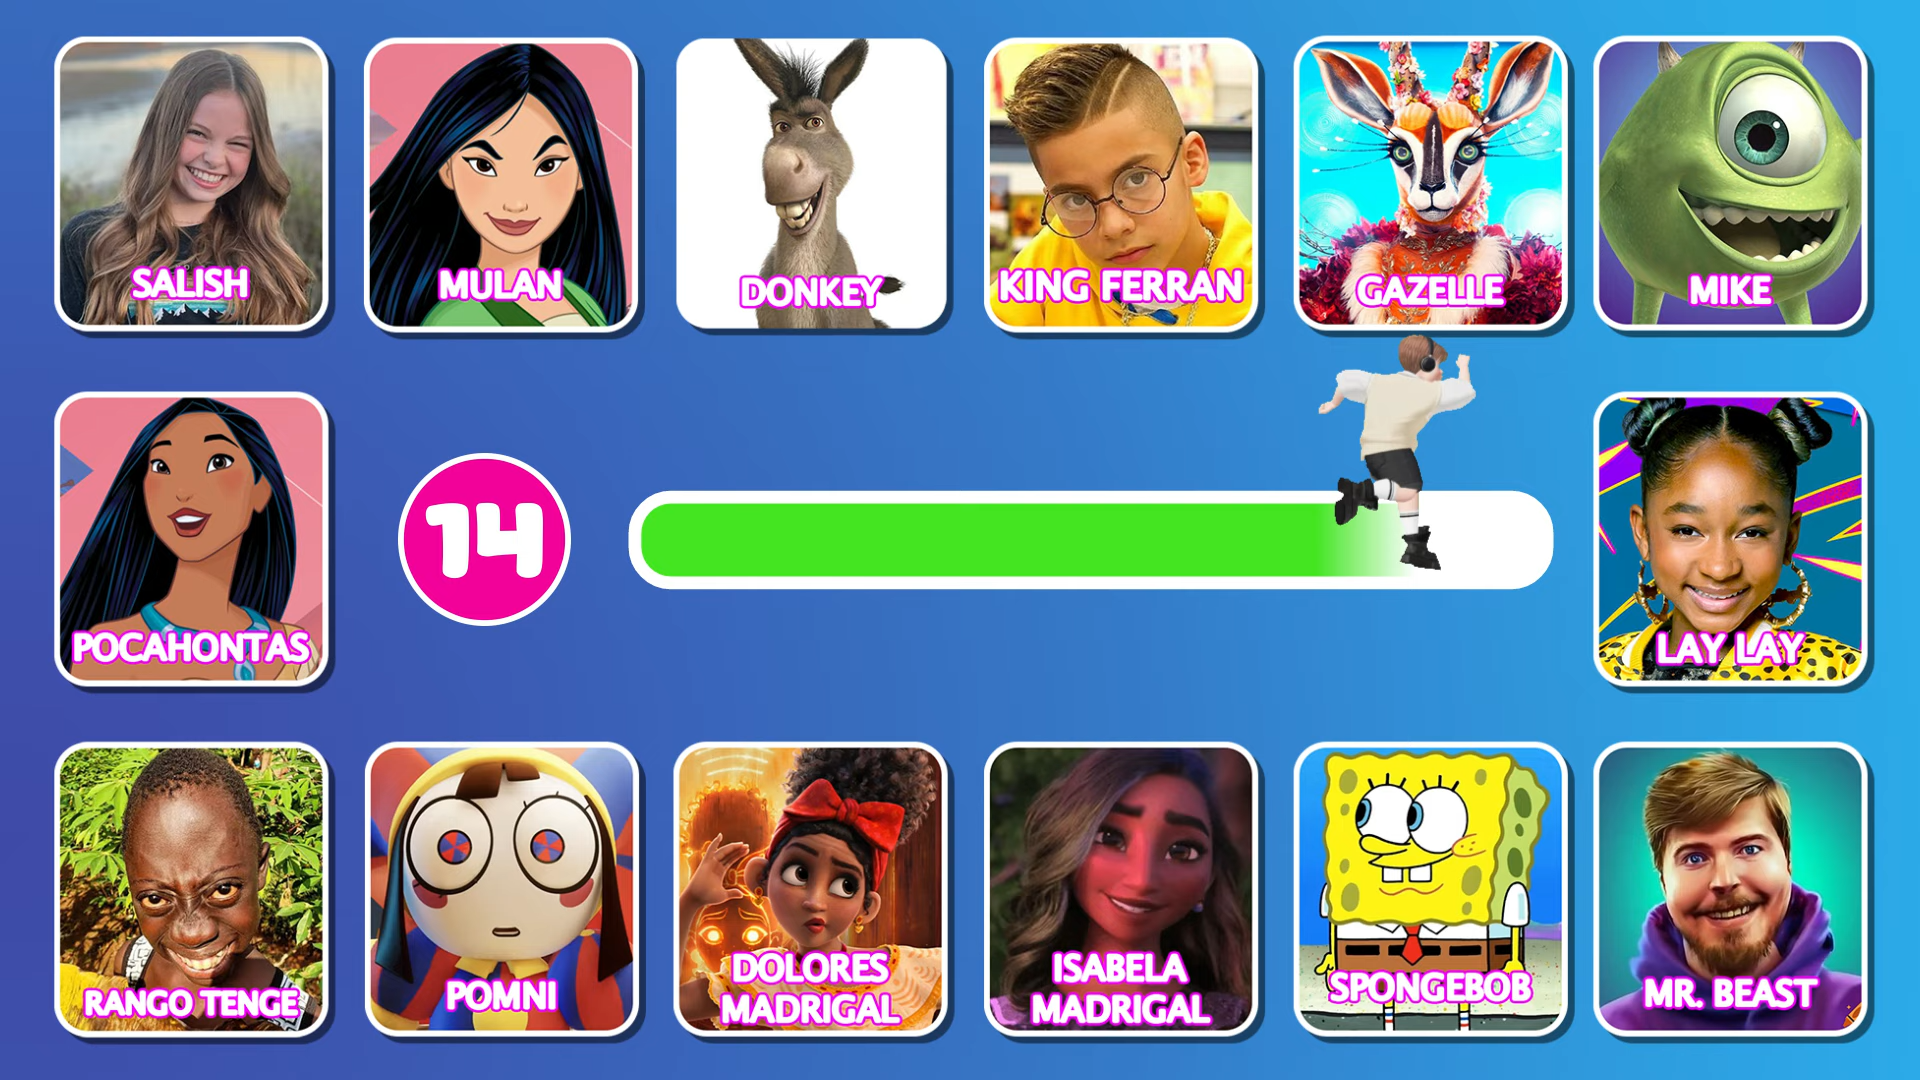 SALISH
MULAN
DONKEY
KING FERRAN
GAZELLE
MIKE
POCAHONTAS
14
LAY LAY
RANGO TENGE
POMNI
DOLORES
MADRIGAL
ISABELA
MADRIGAL
SPONGEBOB
MR. BEAST